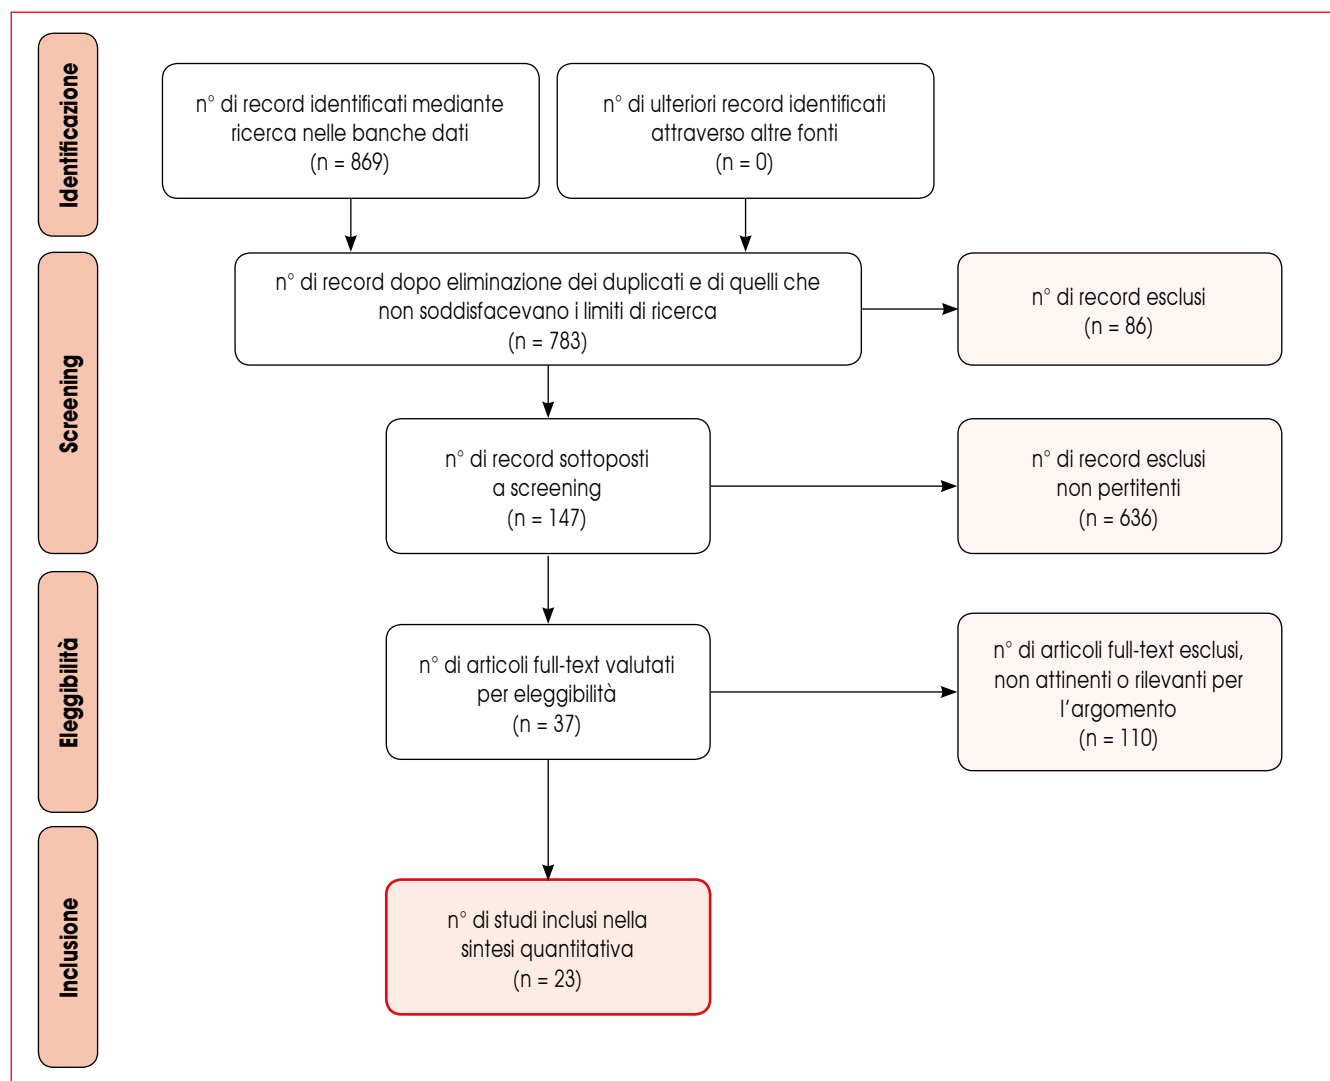 Identificazione
n° di record identificati mediante
ricerca nelle banche dati
(n = 869)
n° di ulteriori record identificati
attraverso altre fonti
(n = 0)
Screening
n° di record dopo eliminazione dei duplicati e di quelli che
non soddisfacevano i limiti di ricerca
(n = 783)
n° di record esclusi
(n = 86)
n° di record sottoposti
a screening
(n = 147)
n° di record esclusi
non pertitenti
(n = 636)
Eleggibilità
n° di articoli full-text valutati
per eleggibilità
(n = 37)
n° di articoli full-text esclusi,
non attinenti o rilevanti per
l'argomento
(n = 110)
Inclusione
n° di studi inclusi nella
sintesi quantitativa
(n = 23)